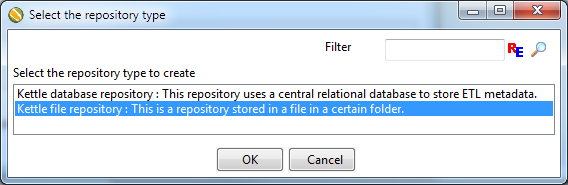 Select the repository type
Filter
RE
Select the repository type to create
Kettle database repository : This repository uses a central relational database to store ETL metadata.
Kettle file repository : This is a repository stored in a file in a certain folder.
OK
Cancel